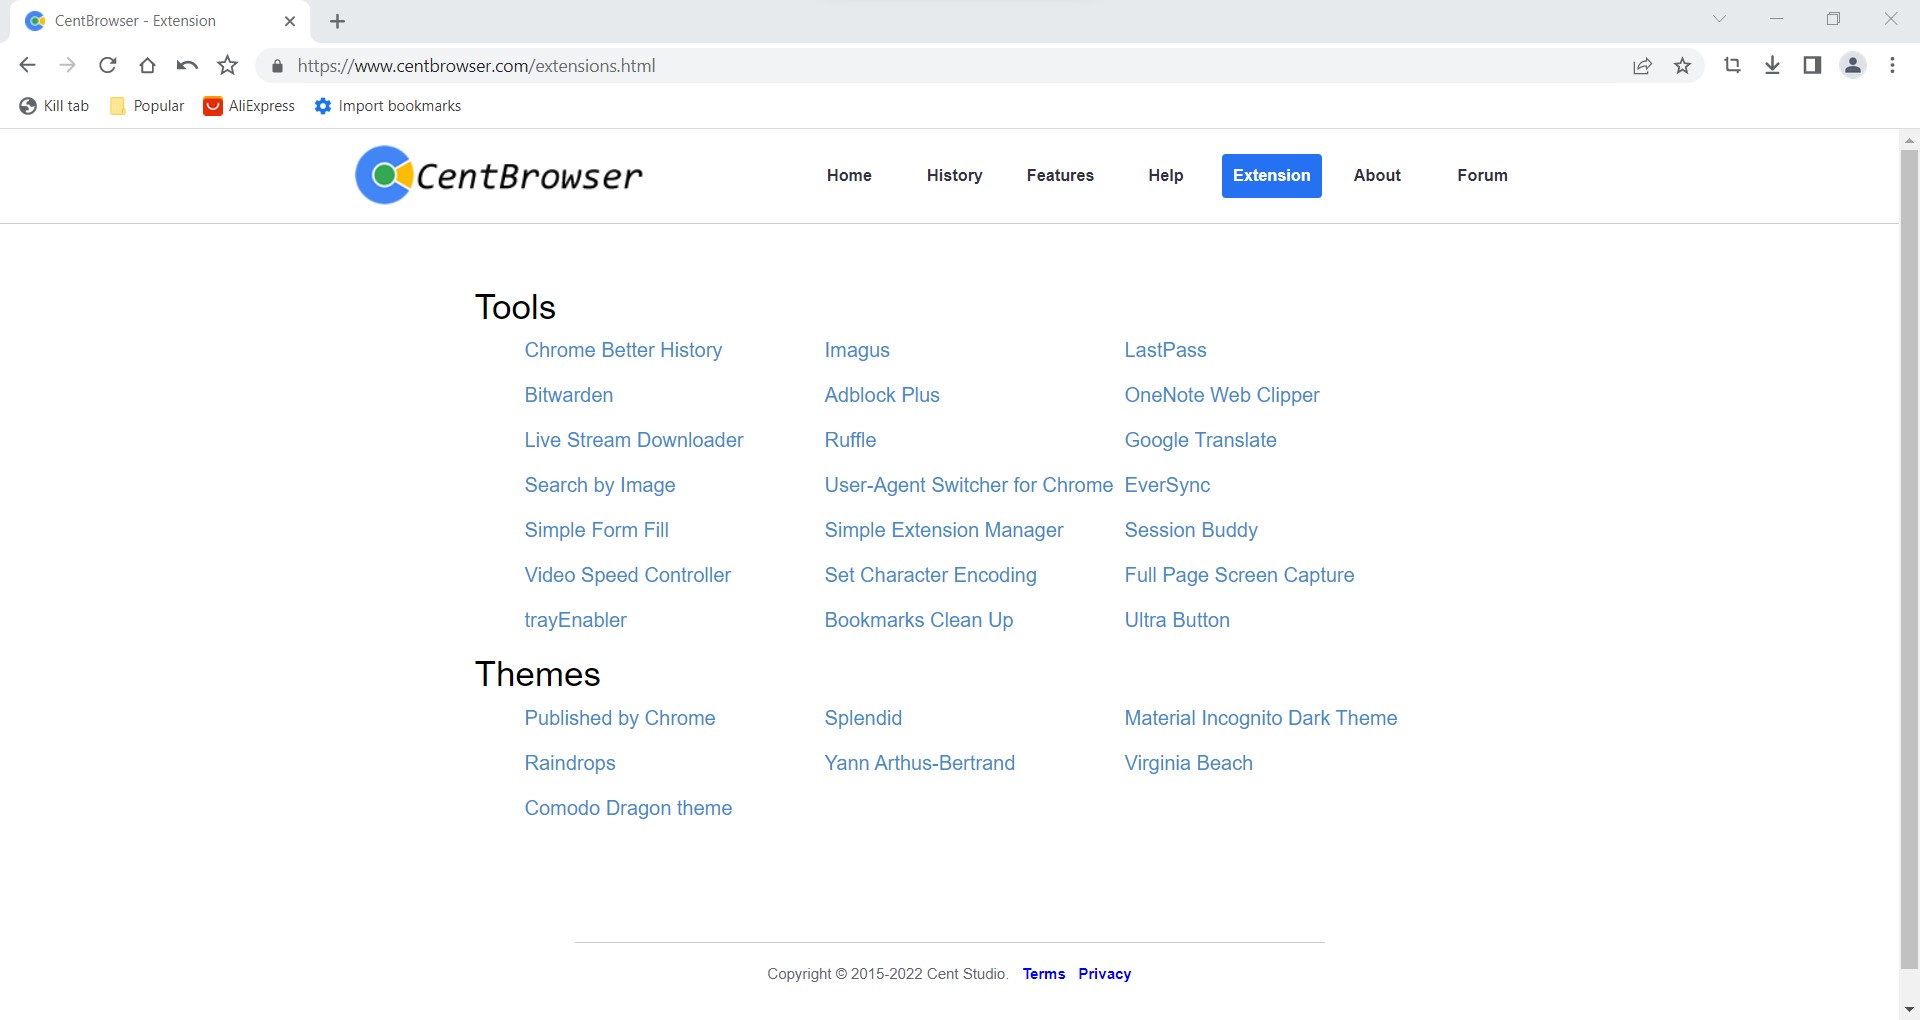 CentBrowser - Extension
https://www.centbrowser.com/extensions.html
Kill tab Popular AliExpress Import bookmarks
CentBrowser Home History Features Help Extension About Forum
Tools
Chrome Better History Imagus LastPass
Bitwarden Adblock Plus OneNote Web Clipper
Live Stream Downloader Ruffle Google Translate
Search by Image User-Agent Switcher for Chrome EverSync
Simple Form Fill Simple Extension Manager Session Buddy
Video Speed Controller Set Character Encoding Full Page Screen Capture
trayEnabler Bookmarks Clean Up Ultra Button
Themes
Published by Chrome Splendid Material Incognito Dark Theme
Raindrops Yann Arthus-Bertrand Virginia Beach
Comodo Dragon theme
Copyright © 2015-2022 Cent Studio. Terms Privacy